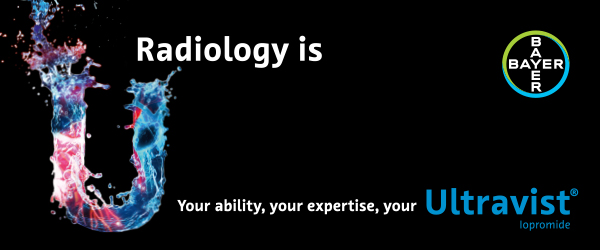 Radiology is
U
BAYER
BAYER
Your ability, your expertise, your Ultravist®
Iopromide